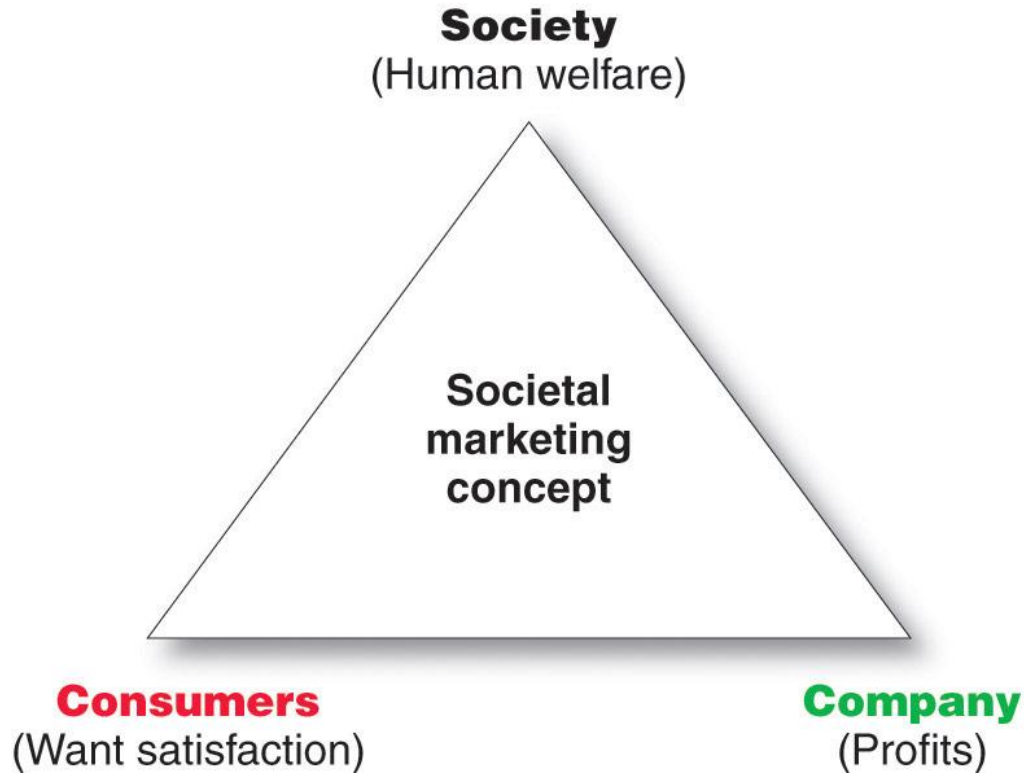 Society
(Human welfare)
Societal
marketing
concept
Consumers
(Want satisfaction)
Company
(Profits)